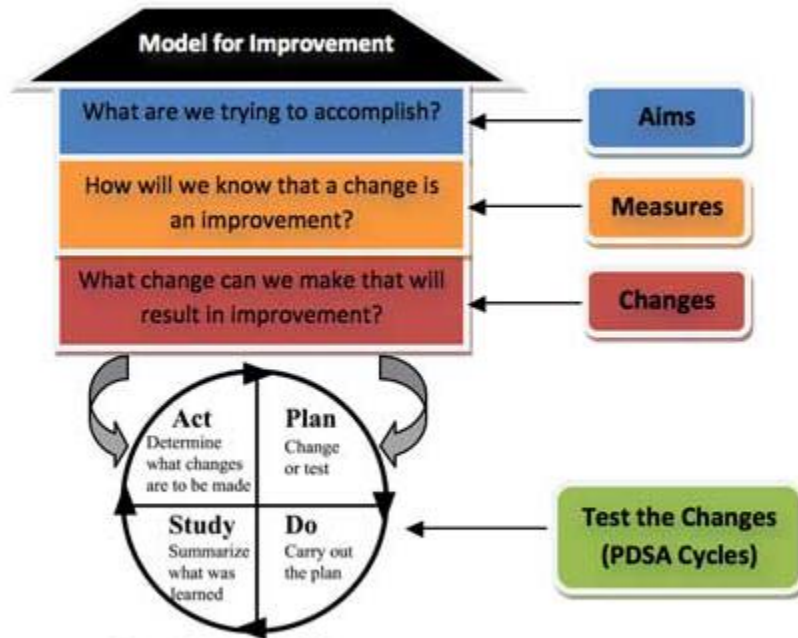 Model for Improvement
What are we trying to accomplish?
Aims
How will we know that a change is
an improvement?
Measures
What change can we make that will
result in improvement?
Changes
Act
Determine
what changes
are to be made
Plan
Change
or test
Study
Summarize
what was
learned
Do
Carry out
the plan
Test the Changes
(PDSA Cycles)